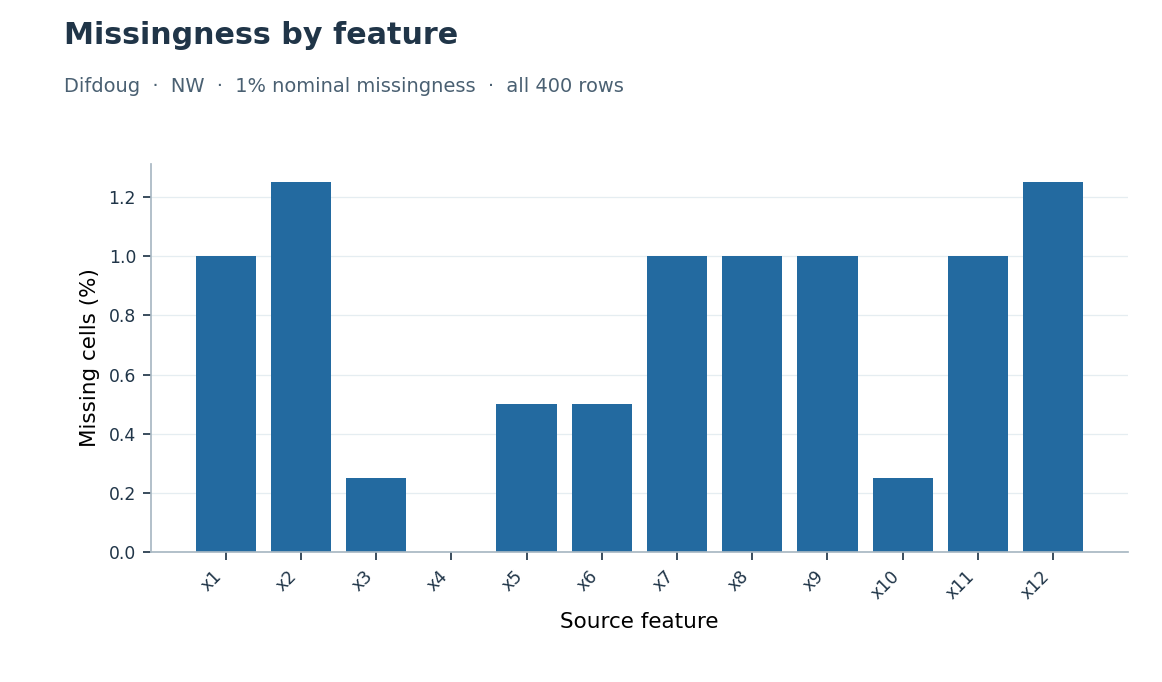 Missingness by feature
Difdoug · NW · 1% nominal missingness · all 400 rows
Missing cells (%)
1.2
1.0
0.8
0.6
0.4
0.2
0.0
x1 x2 x3 x4 x5 x6 x7 x8 x9 x10 x11 x12
Source feature